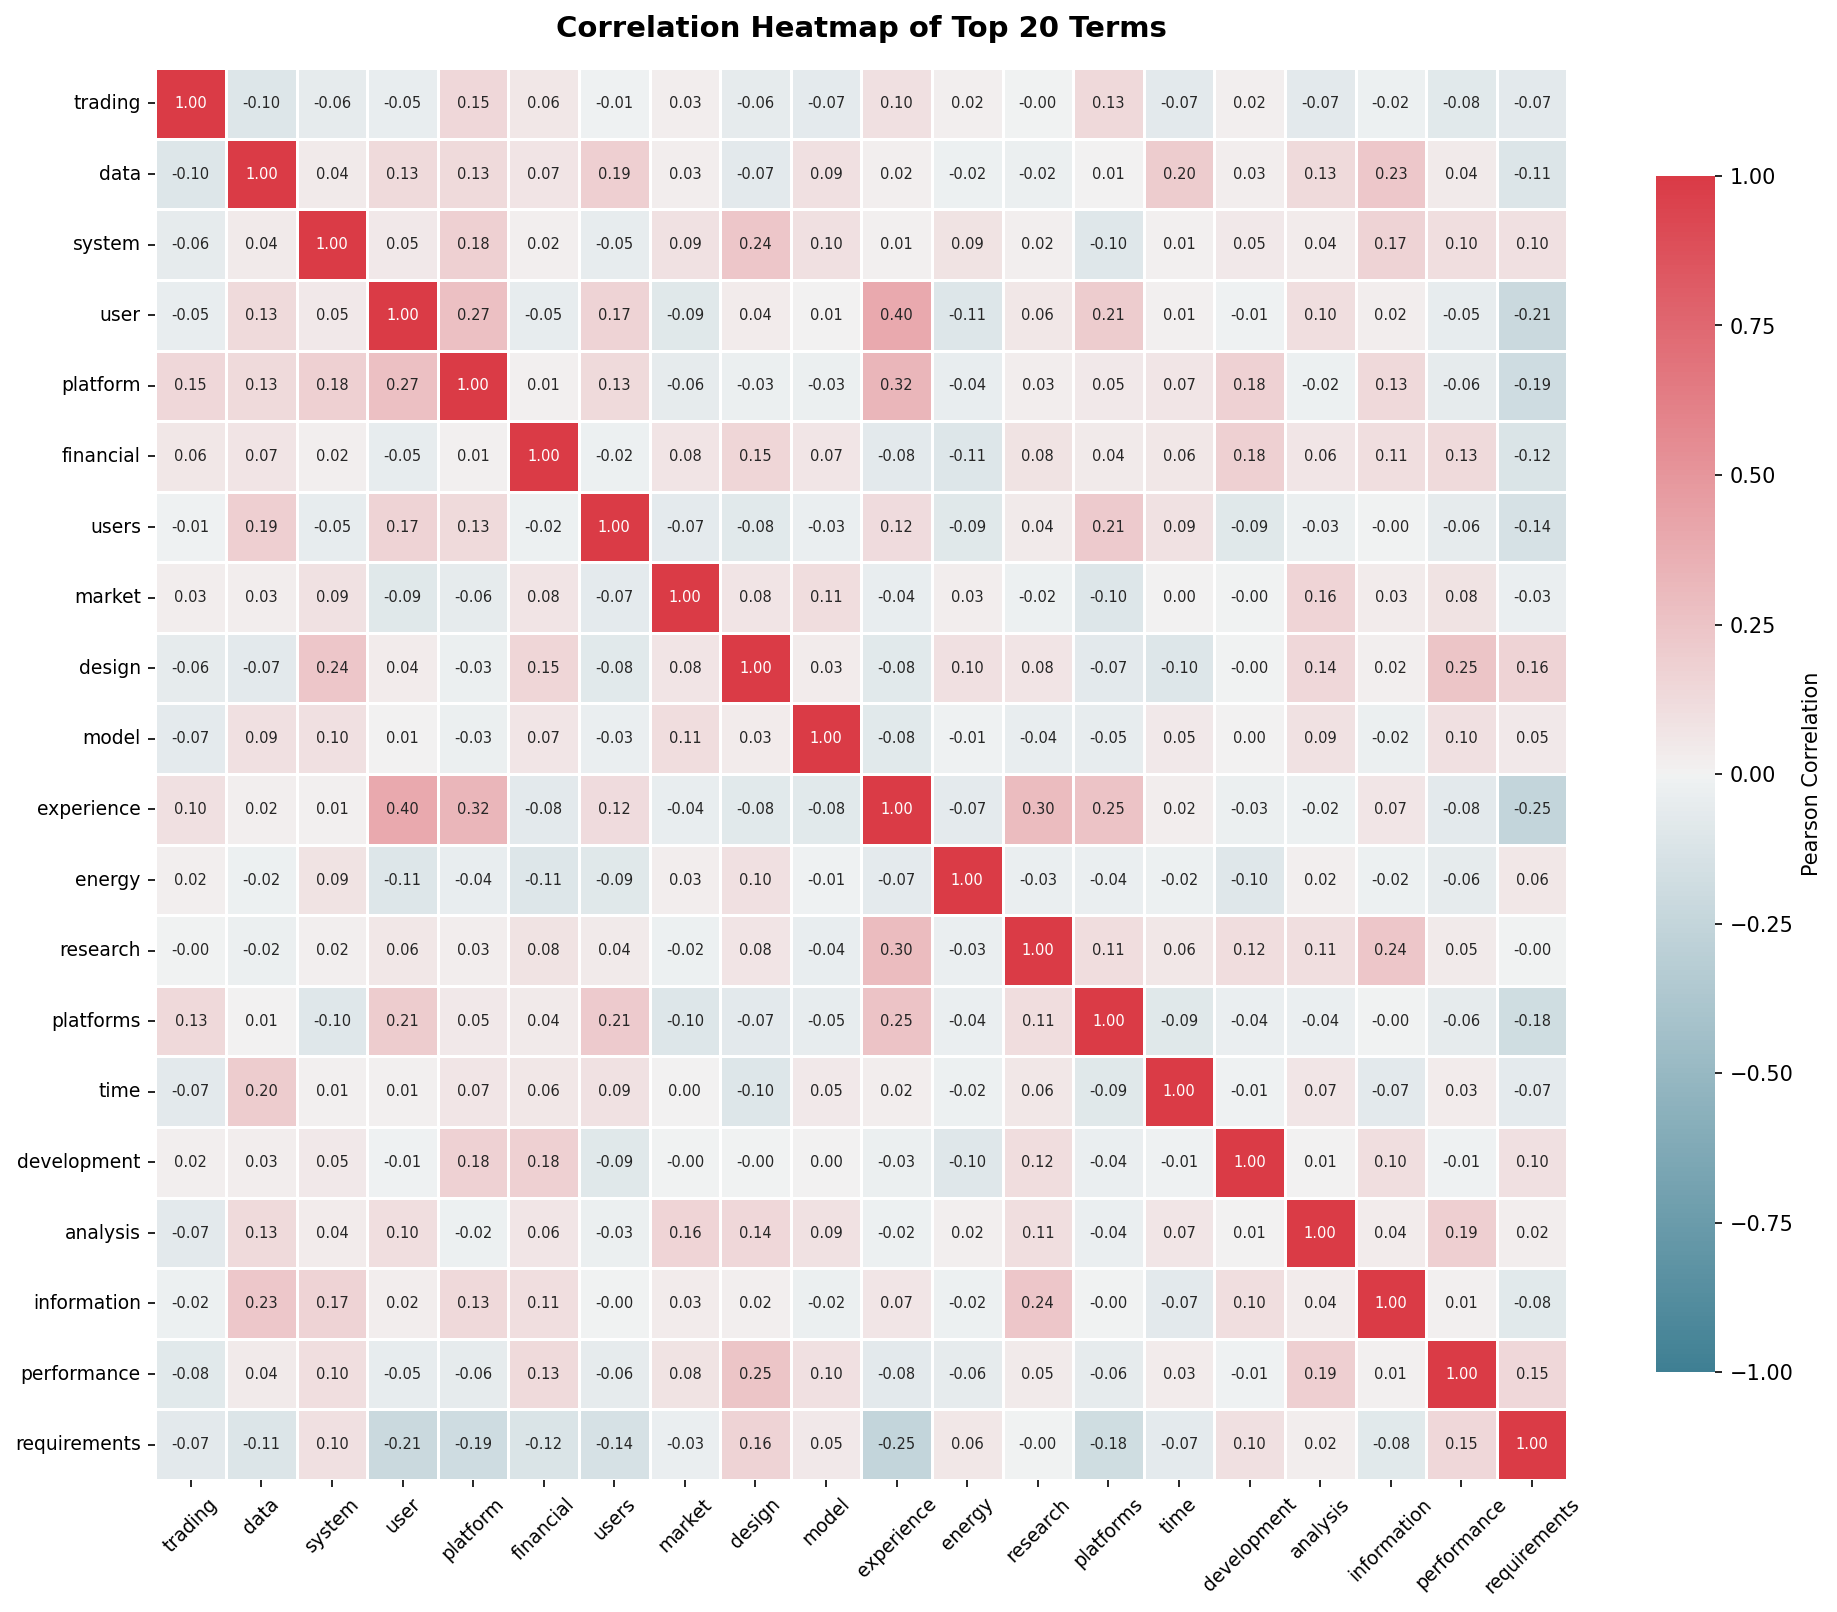 Correlation Heatmap of Top 20 Terms
trading 1.00 -0.10 -0.06 -0.05 0.15 0.06 -0.01 0.03 -0.06 -0.07 0.10 0.02 -0.00 0.13 -0.07 0.02 -0.07 -0.02 -0.08 -0.07
data -0.10 1.00 0.04 0.13 0.13 0.07 0.19 0.03 -0.07 0.09 0.02 -0.02 -0.02 0.01 0.20 0.03 0.13 0.23 0.04 -0.11
system -0.06 0.04 1.00 0.05 0.18 0.02 -0.05 0.09 0.24 0.10 0.01 0.09 0.02 -0.10 0.01 0.05 0.04 0.17 0.10 0.10
user -0.05 0.13 0.05 1.00 0.27 -0.05 0.17 -0.09 0.04 0.01 0.40 -0.11 0.06 0.21 0.01 -0.01 0.10 0.02 -0.05 -0.21
platform 0.15 0.13 0.18 0.27 1.00 0.01 0.13 -0.06 -0.03 -0.03 0.32 -0.04 0.03 0.05 0.07 0.18 -0.02 0.13 -0.06 -0.19
financial 0.06 0.07 0.02 -0.05 0.01 1.00 -0.02 0.08 0.15 0.07 -0.08 -0.11 0.08 0.04 0.06 0.18 0.06 0.11 0.13 -0.12
users -0.01 0.19 -0.05 0.17 0.13 -0.02 1.00 -0.07 -0.08 -0.03 0.12 -0.09 0.04 0.21 0.09 -0.09 -0.03 -0.00 -0.06 -0.14
market 0.03 0.03 0.09 -0.09 -0.06 0.08 -0.07 1.00 0.08 0.11 -0.04 0.03 -0.02 -0.10 0.00 -0.00 0.16 0.03 0.08 -0.03
design -0.06 -0.07 0.24 0.04 -0.03 0.15 -0.08 0.08 1.00 0.03 -0.08 0.10 0.08 -0.07 -0.10 -0.00 0.14 0.02 0.25 0.16
model -0.07 0.09 0.10 0.01 -0.03 0.07 -0.03 0.11 0.03 1.00 -0.08 -0.01 -0.04 -0.05 0.05 0.00 0.09 -0.02 0.10 0.05
experience 0.10 0.02 0.01 0.40 0.32 -0.08 0.12 -0.04 -0.08 -0.08 1.00 -0.07 0.30 0.25 0.02 -0.03 -0.02 0.07 -0.08 -0.25
energy 0.02 -0.02 0.09 -0.11 -0.04 -0.11 -0.09 0.03 0.10 -0.01 -0.07 1.00 -0.03 -0.04 -0.02 -0.10 0.02 -0.02 -0.06 0.06
research -0.00 -0.02 0.02 0.06 0.03 0.08 0.04 -0.02 0.08 -0.04 0.30 -0.03 1.00 0.11 0.06 0.12 0.11 0.24 0.05 -0.00
platforms 0.13 0.01 -0.10 0.21 0.05 0.04 0.21 -0.10 -0.07 -0.05 0.25 -0.04 0.11 1.00 -0.09 -0.04 -0.04 -0.00 -0.06 -0.18
time -0.07 0.20 0.01 0.01 0.07 0.06 0.09 0.00 -0.10 0.05 0.02 -0.02 0.06 -0.09 1.00 -0.01 0.07 -0.07 0.03 -0.07
development 0.02 0.03 0.05 -0.01 0.18 0.18 -0.09 -0.00 -0.00 0.00 -0.03 -0.10 0.12 -0.04 -0.01 1.00 0.01 0.10 -0.01 0.10
analysis -0.07 0.13 0.04 0.10 -0.02 0.06 -0.03 0.16 0.14 0.09 -0.02 0.02 0.11 -0.04 0.07 0.01 1.00 0.04 0.19 0.02
information -0.02 0.23 0.17 0.02 0.13 0.11 -0.00 0.03 0.02 -0.02 0.07 -0.02 0.24 -0.00 -0.07 0.10 0.04 1.00 0.01 -0.08
performance -0.08 0.04 0.10 -0.05 -0.06 0.13 -0.06 0.08 0.25 0.10 -0.08 -0.06 0.05 -0.06 0.03 -0.01 0.19 0.01 1.00 0.15
requirements -0.07 -0.11 0.10 -0.21 -0.19 -0.12 -0.14 -0.03 0.16 0.05 -0.25 0.06 -0.00 -0.18 -0.07 0.10 0.02 -0.08 0.15 1.00
trading data system user platform financial users market design model experience energy research platforms time development analysis information performance requirements
1.00
0.75
0.50
0.25
0.00
−0.25
−0.50
−0.75
−1.00
Pearson Correlation